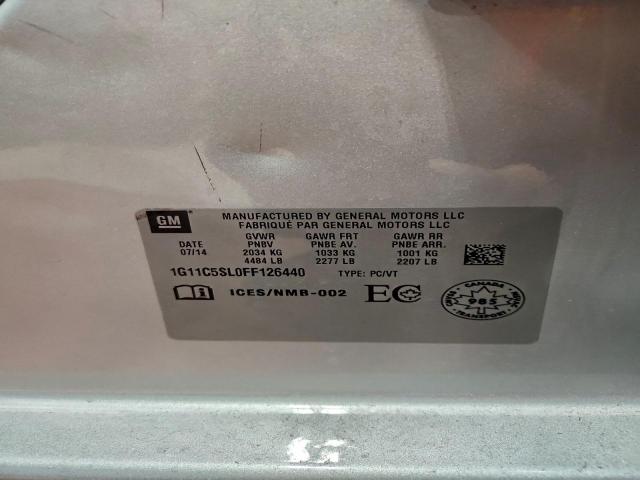 GM
MANUFACTURED BY GENERAL MOTORS LLC
FABRIQUÉ PAR GENERAL MOTORS LLC
DATE GVWR GAWR FRT GAWR RR
07/14 PNBV PNBE AV. PNBE ARR.
2034 KG 1033 KG 1001 KG
4484 LB 2277 LB 2207 LB
1G11C5SL0FF126440 TYPE: PC/VT
ICES/NMB-002 EC
CANADA
985
TRANSPORT